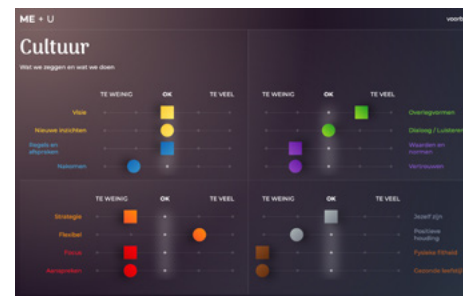 ME + U
Cultuur
Wat we zeggen en wat we doen
TE WEINIG OK TE VEEL
Visie
Nieuwe inzichten
Regels en
afspraken
Nakomen
TE WEINIG OK TE VEEL
Overlegvormen
Dialoog / Luisteren
Waarden en
normen
Vertrouwen
TE WEINIG OK TE VEEL
Strategie
Flexibel
Focus
Aanspreken
TE WEINIG OK TE VEEL
Jezelf zijn
Positieve
houding
Fysieke fitheid
Gezonde